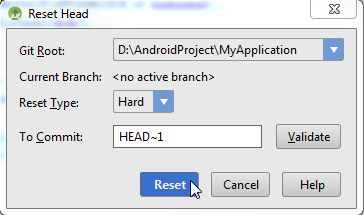 Reset Head
Git Root: D:\AndroidProject\MyApplication
Current Branch: <no active branch>
Reset Type: Hard
To Commit: HEAD~1 Validate
Reset Cancel Help